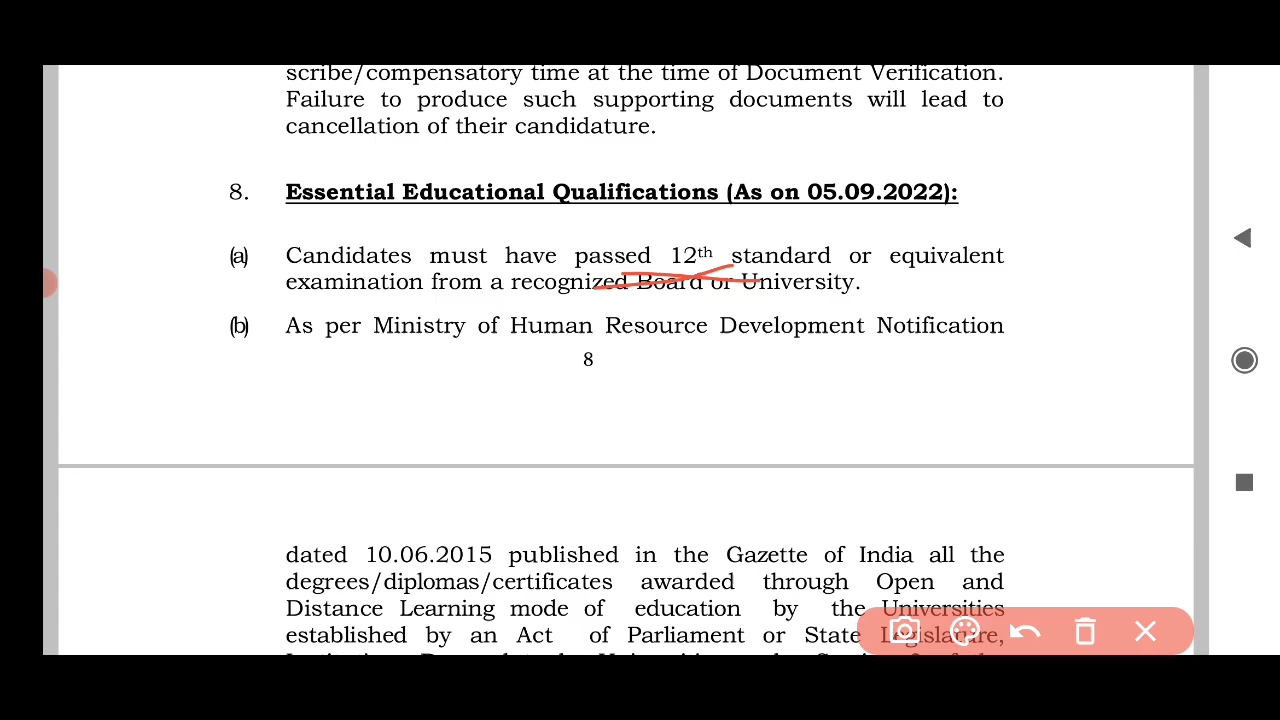 scribe/compensatory time at the time of Document Verification.
Failure to produce such supporting documents will lead to
cancellation of their candidature.
8. Essential Educational Qualifications (As on 05.09.2022):
(a) Candidates must have passed 12th standard or equivalent
examination from a recognized Board or University.
(b) As per Ministry of Human Resource Development Notification
8
dated 10.06.2015 published in the Gazette of India all the
degrees/diplomas/certificates awarded through Open and
Distance Learning mode of education by the Universities
established by an Act of Parliament or State Legislature,